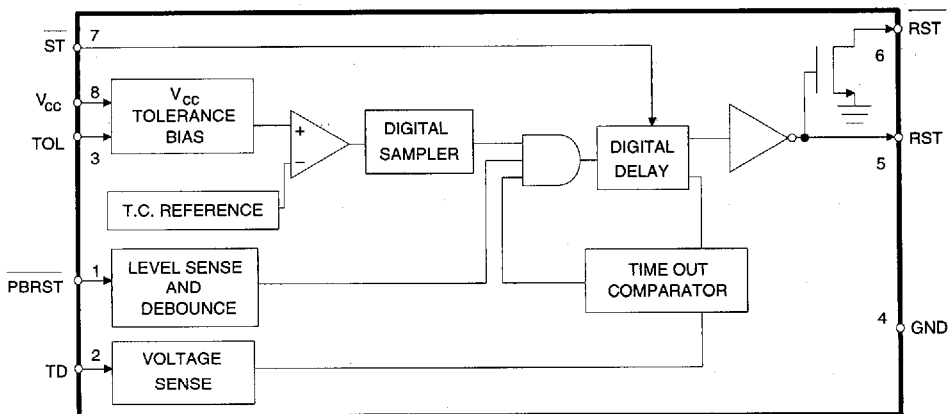 ST
7
RST
6
VCC
8
VCC
TOLERANCE
BIAS
TOL
3
+
−
DIGITAL
SAMPLER
DIGITAL
DELAY
RST
5
T.C. REFERENCE
PBRST
1
LEVEL SENSE
AND
DEBOUNCE
TIME OUT
COMPARATOR
4
GND
TD
2
VOLTAGE
SENSE